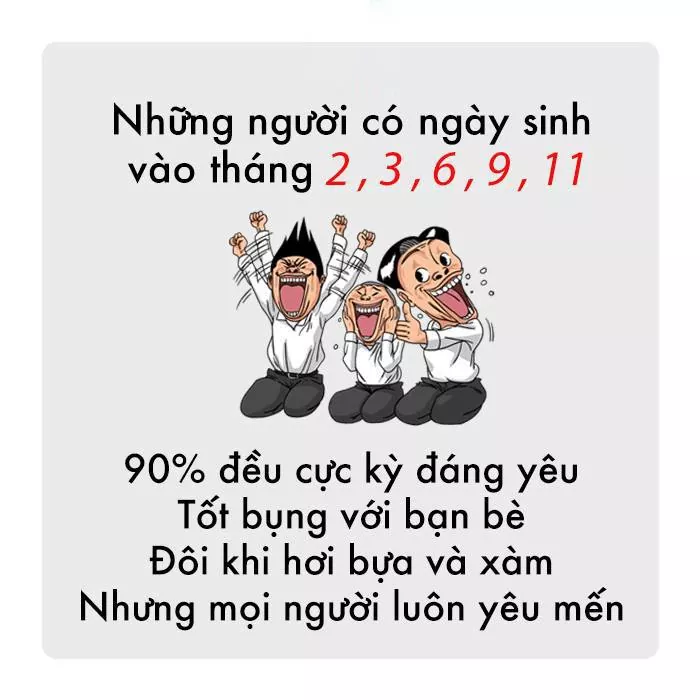 Những người có ngày sinh
vào tháng 2, 3, 6, 9, 11
90% đều cực kỳ đáng yêu
Tốt bụng với bạn bè
Đôi khi hơi bựa và xàm
Nhưng mọi người luôn yêu mến